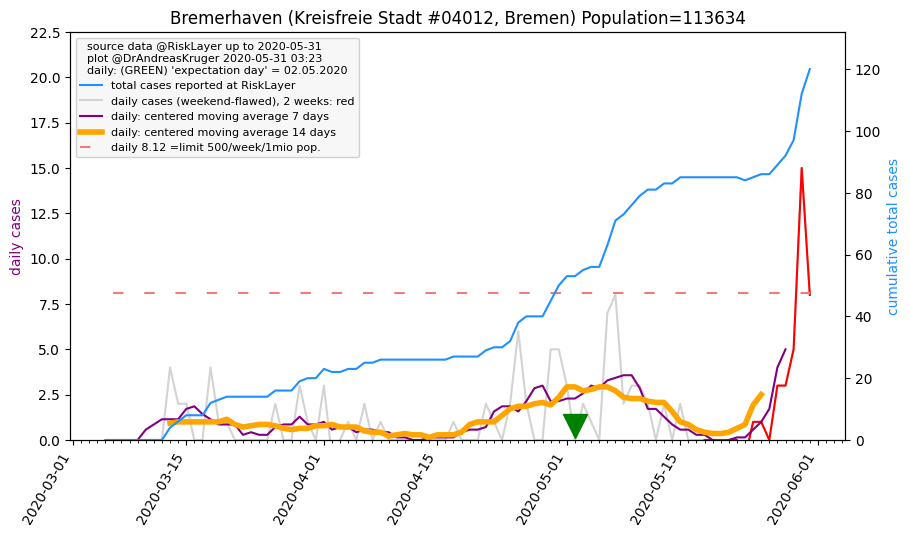 Bremerhaven (Kreisfreie Stadt #04012, Bremen) Population=113634
source data @RiskLayer up to 2020-05-31
plot @DrAndreasKruger 2020-05-31 03:23
daily: (GREEN) 'expectation day' = 02.05.2020
total cases reported at RiskLayer
daily cases (weekend-flawed), 2 weeks: red
daily: centered moving average 7 days
daily: centered moving average 14 days
daily 8.12 =limit 500/week/1mio pop.
daily cases
22.5
20.0
17.5
15.0
12.5
10.0
7.5
5.0
2.5
0.0
120
100
80
60
40
20
0
cumulative total cases
2020-03-01
2020-03-15
2020-04-01
2020-04-15
2020-05-01
2020-05-15
2020-06-01